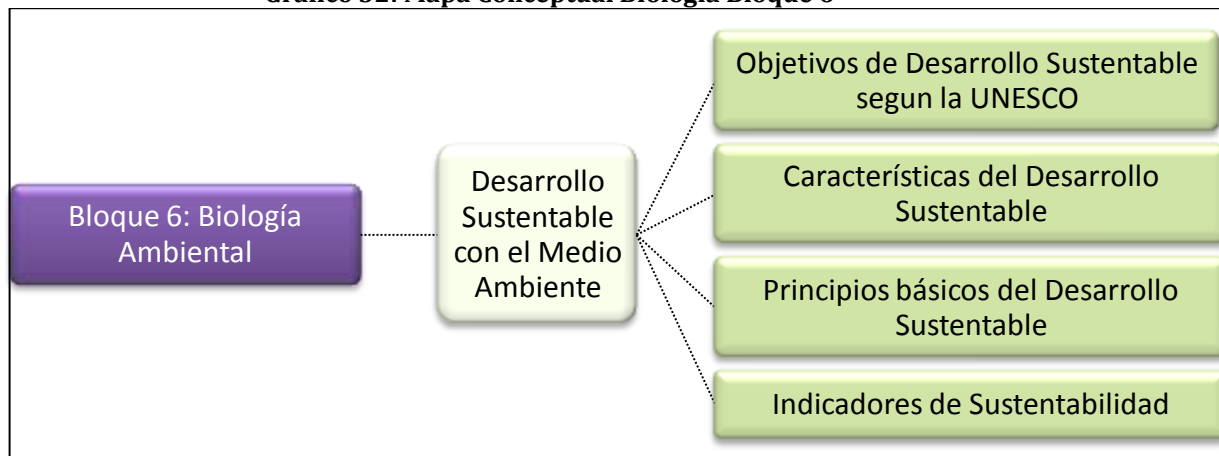 Gráfico 32: Mapa Conceptual Biología Bloque 6
Bloque 6: Biología
Ambiental
Desarrollo
Sustentable
con el Medio
Ambiente
Objetivos de Desarrollo Sustentable
segun la UNESCO
Características del Desarrollo
Sustentable
Principios básicos del Desarrollo
Sustentable
Indicadores de Sustentabilidad